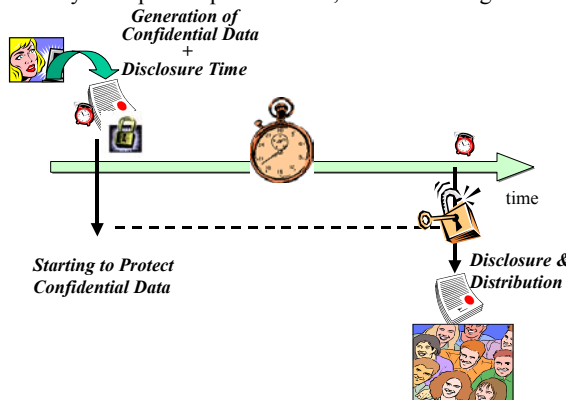 Generation of
Confidential Data
+
Disclosure Time
time
Starting to Protect
Confidential Data
Disclosure &
Distribution